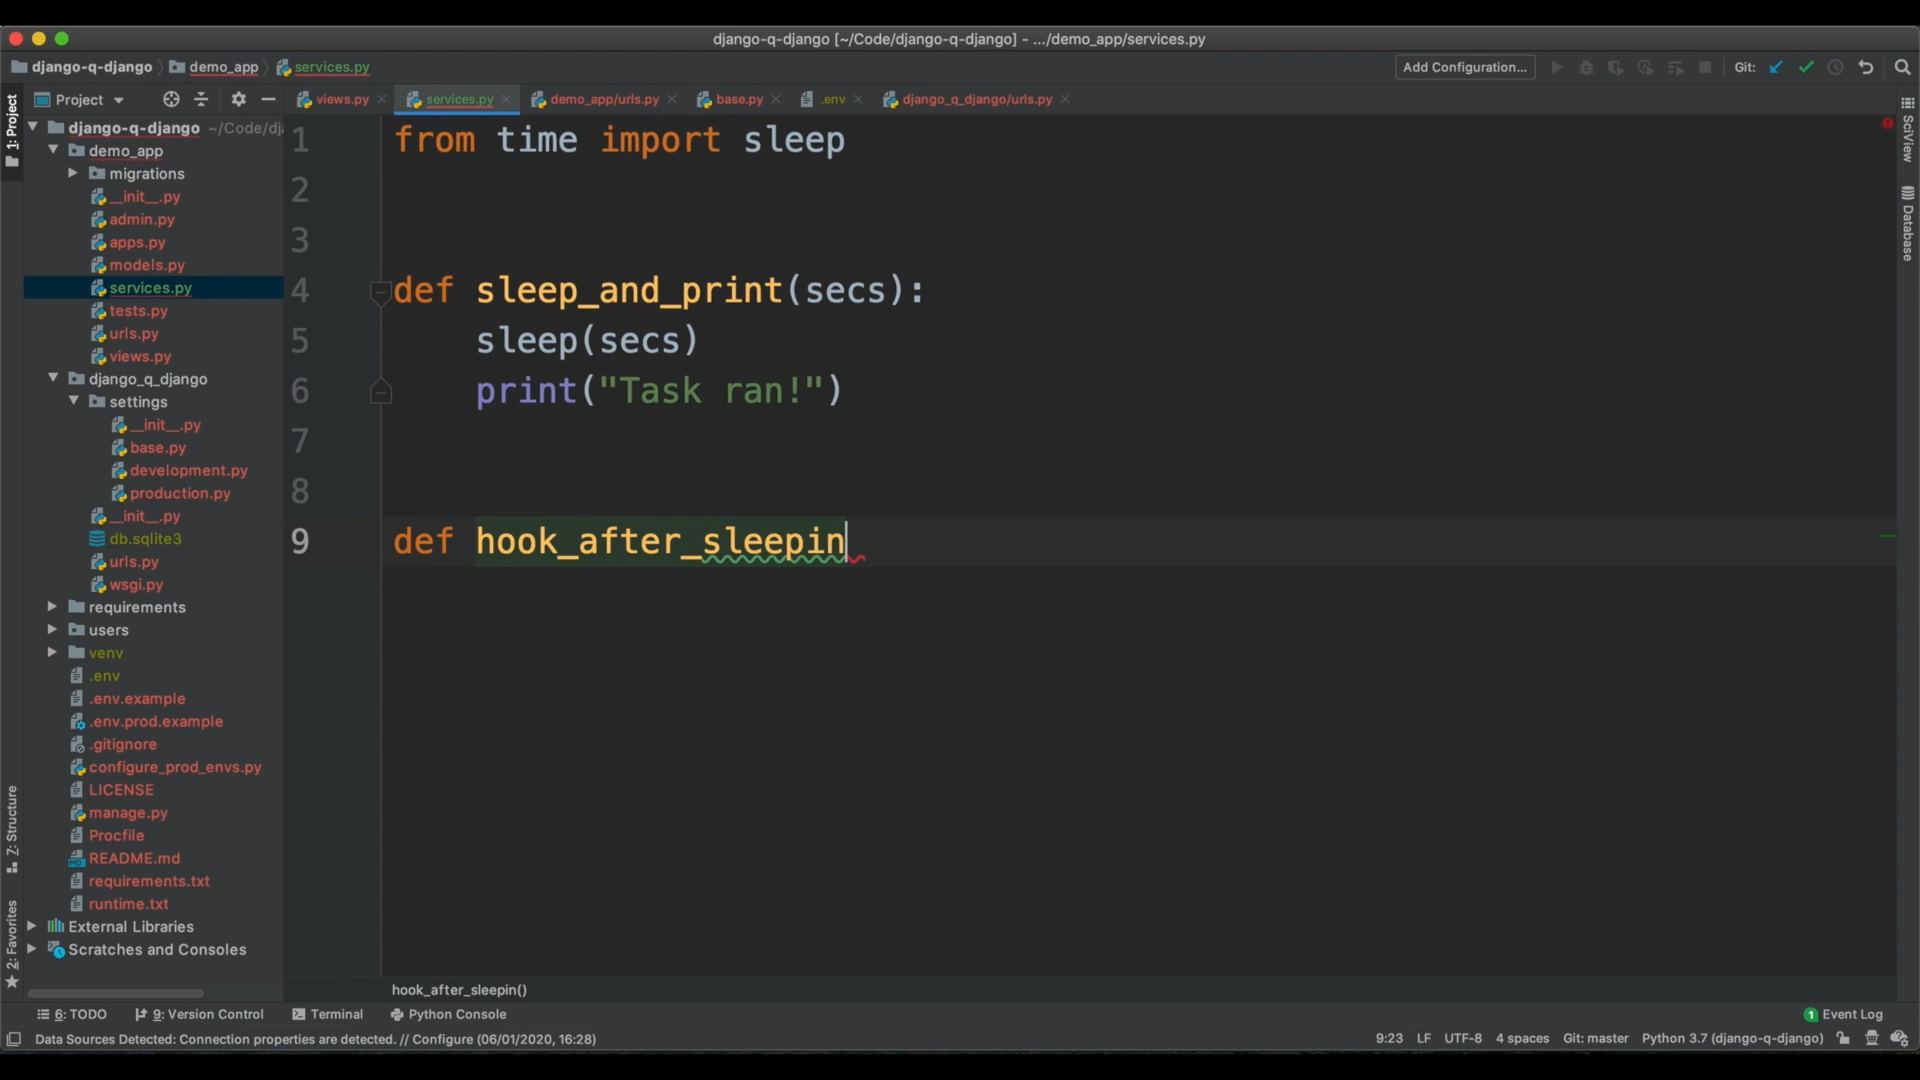 django-q-django [~/Code/django-q-django] - .../demo_app/services.py
django-q-django demo_app services.py Add Configuration... Git:
Project views.py services.py demo_app/urls.py base.py .env django_q_django/urls.py
1: Project
SciView
Database
Z: Structure
2: Favorites
django-q-django ~/Code/dj
demo_app
migrations
__init__.py
admin.py
apps.py
models.py
services.py
tests.py
urls.py
views.py
django_q_django
settings
__init__.py
base.py
development.py
production.py
__init__.py
db.sqlite3
urls.py
wsgi.py
requirements
users
venv
.env
.env.example
.env.prod.example
.gitignore
configure_prod_envs.py
LICENSE
manage.py
Procfile
README.md
requirements.txt
runtime.txt
External Libraries
Scratches and Consoles
1 from time import sleep
2
3
4 def sleep_and_print(secs):
5 sleep(secs)
6 print("Task ran!")
7
8
9 def hook_after_sleepin
hook_after_sleepin()
6: TODO 9: Version Control Terminal Python Console 1 Event Log
Data Sources Detected: Connection properties are detected. // Configure (06/01/2020, 16:28) 9:23 LF UTF-8 4 spaces Git: master Python 3.7 (django-q-django)